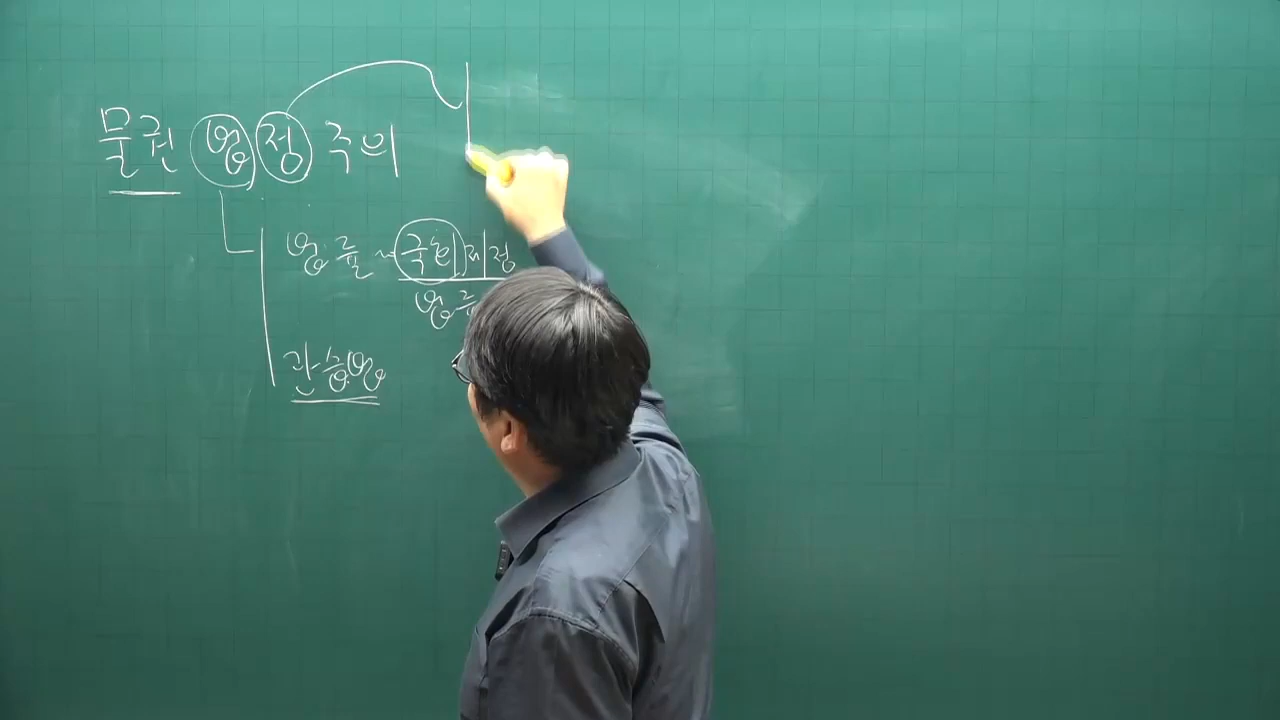 물권 법정 주의
법률 ~ 국회 제정
법률
관습법